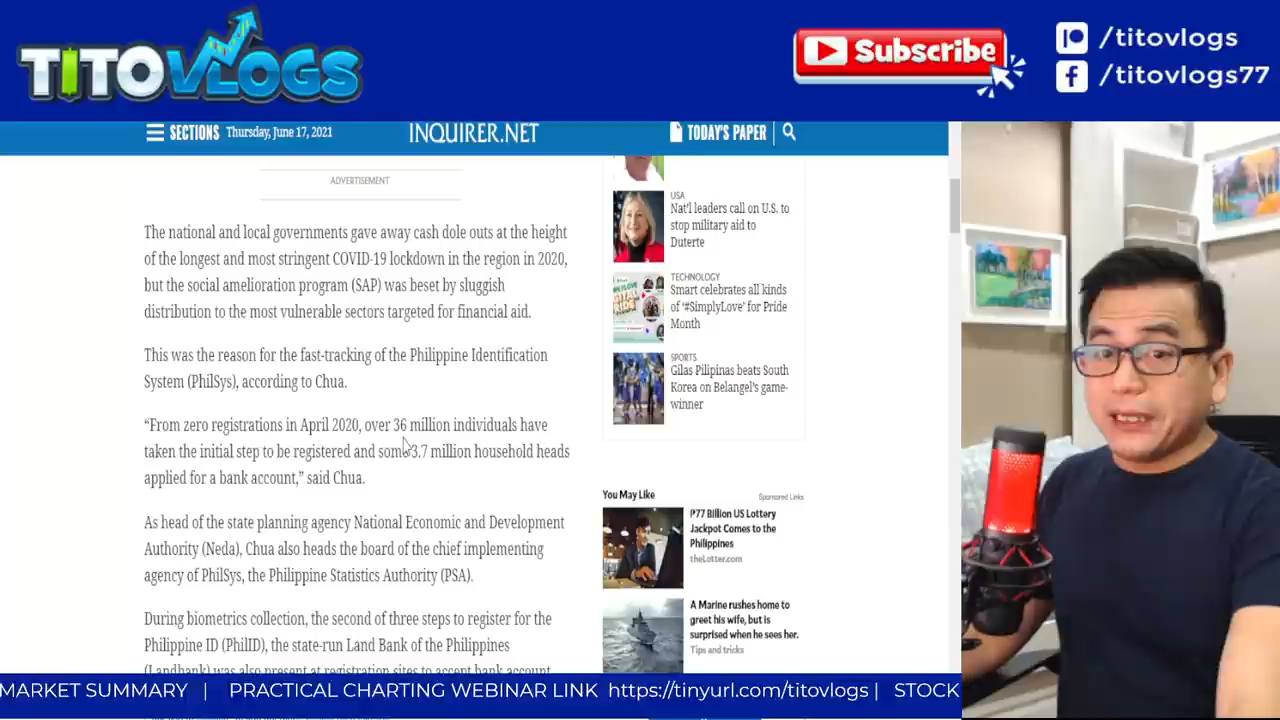 TITOVLOGS
Subscribe
/titovlogs
/titovlogs77
SECTIONS
Thursday, June 17, 2021
INQUIRER.NET
TODAY'S PAPER
ADVERTISEMENT
The national and local governments gave away cash dole outs at the height
of the longest and most stringent COVID-19 lockdown in the region in 2020,
but the social amelioration program (SAP) was beset by sluggish
distribution to the most vulnerable sectors targeted for financial aid.
This was the reason for the fast-tracking of the Philippine Identification
System (PhilSys), according to Chua.
“From zero registrations in April 2020, over 36 million individuals have
taken the initial step to be registered and some 3.7 million household heads
applied for a bank account,” said Chua.
As head of the state planning agency National Economic and Development
Authority (Neda), Chua also heads the board of the chief implementing
agency of PhilSys, the Philippine Statistics Authority (PSA).
During biometrics collection, the second of three steps to register for the
Philippine ID (PhilID), the state-run Land Bank of the Philippines
(Landbank) was also present at registration sites to accept bank account
USA
Nat'l leaders call on U.S. to
stop military aid to
Duterte
TECHNOLOGY
Smart celebrates all kinds
of ‘#SimplyLove’ for Pride
Month
SPORTS
Gilas Pilipinas beats South
Korea on Belangel's game-
winner
You May Like
Sponsored Links
₱77 Billion US Lottery
Jackpot Comes to the
Philippines
theLotter.com
A Marine rushes home to
greet his wife, but is
surprised when he sees her.
Tips and tricks
MARKET SUMMARY | PRACTICAL CHARTING WEBINAR LINK https://tinyurl.com/titovlogs | STOCK